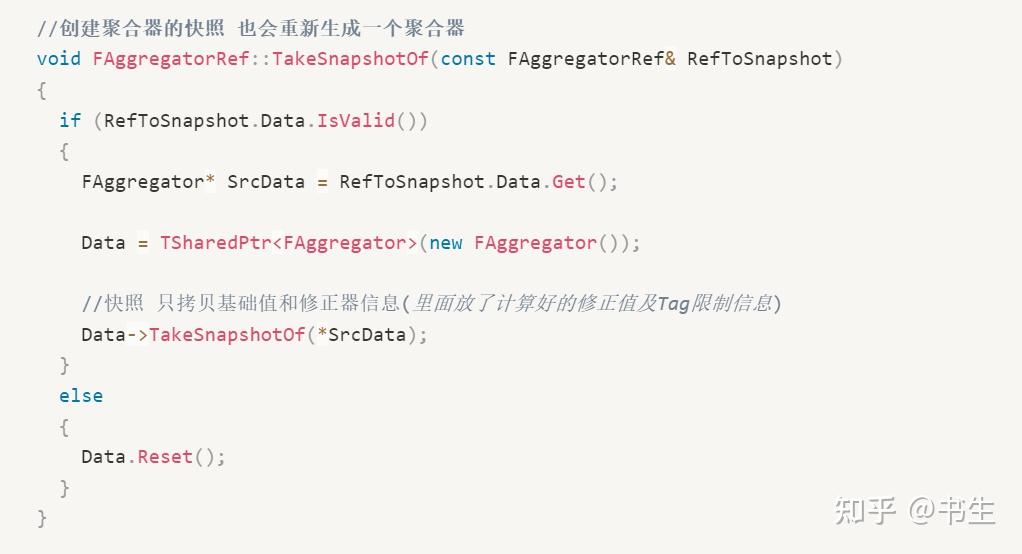 //创建聚合器的快照 也会重新生成一个聚合器
void FAggregatorRef::TakeSnapshotOf(const FAggregatorRef& RefToSnapshot)
{
  if (RefToSnapshot.Data.IsValid())
  {
    FAggregator* SrcData = RefToSnapshot.Data.Get();

    Data = TSharedPtr<FAggregator>(new FAggregator());

    //快照 只拷贝基础值和修正器信息(里面放了计算好的修正值及Tag限制信息)
    Data->TakeSnapshotOf(*SrcData);
  }
  else
  {
    Data.Reset();
  }
}
知乎 @书生